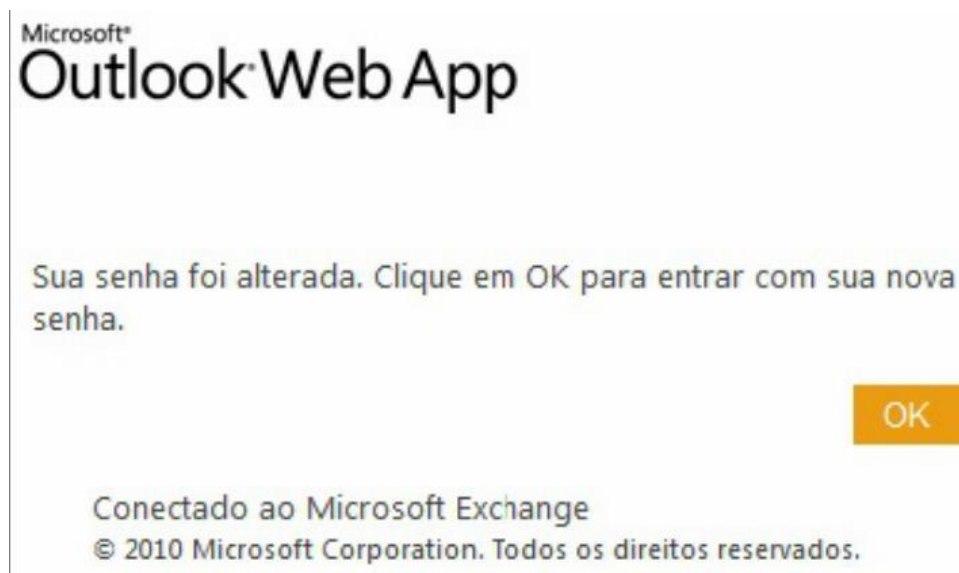 Microsoft®
Outlook® Web App
Sua senha foi alterada. Clique em OK para entrar com sua nova
senha.
OK
Conectado ao Microsoft Exchange
© 2010 Microsoft Corporation. Todos os direitos reservados.